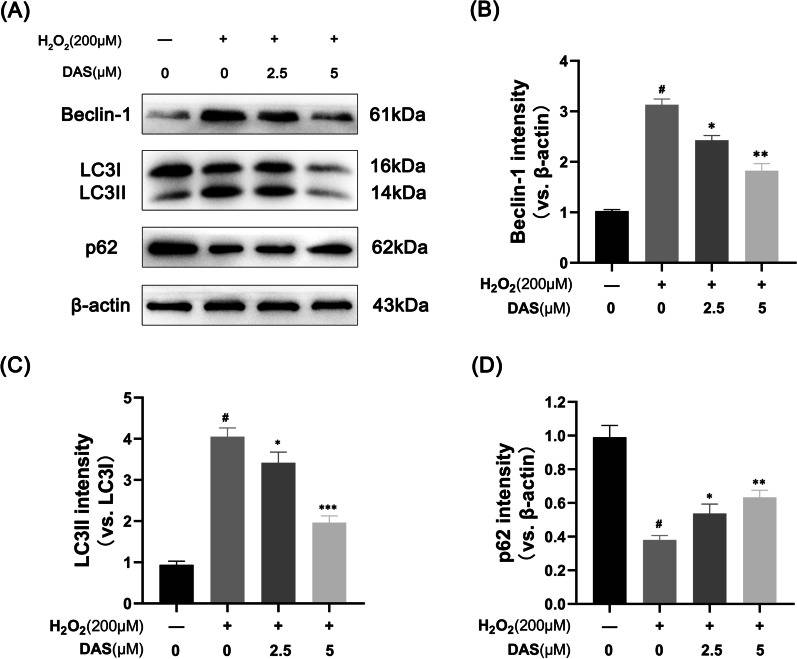 (A)
H₂O₂(200μM) — + + +
DAS(μM) 0 0 2.5 5
Beclin-1 61kDa
LC3I 16kDa
LC3II 14kDa
p62 62kDa
β-actin 43kDa
(B)
Beclin-1 intensity
(vs. β-actin)
4
3
2
1
0
# * **
H₂O₂(200μM) — + + +
DAS(μM) 0 0 2.5 5
(C)
LC3II intensity
(vs. LC3I)
5
4
3
2
1
0
# * ***
H₂O₂(200μM) — + + +
DAS(μM) 0 0 2.5 5
(D)
p62 intensity
(vs. β-actin)
1.2
1.0
0.8
0.6
0.4
0.2
0.0
# * **
H₂O₂(200μM) — + + +
DAS(μM) 0 0 2.5 5